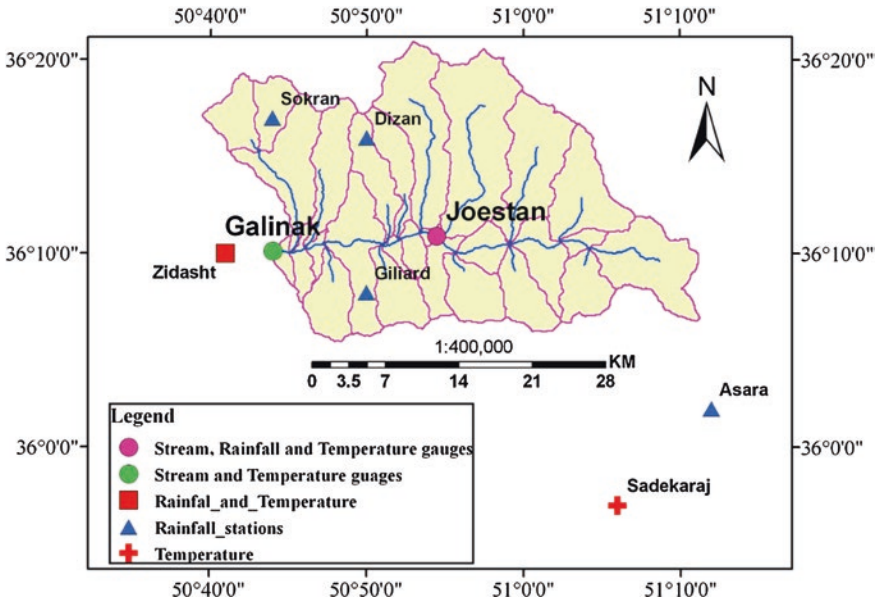 50°40'0" 50°50'0" 51°0'0" 51°10'0"
36°20'0" 36°20'0"
N
Sokran
Dizan
Galinak Joestan
36°10'0" 36°10'0"
Zidasht Giliard
1:400,000
KM
0 3.5 7 14 21 28
Asara
36°0'0" 36°0'0"
Sadekaraj
Legend
Stream, Rainfall and Temperature gauges
Stream and Temperature guages
Rainfal_and_Temperature
Rainfall_stations
Temperature
50°40'0" 50°50'0" 51°0'0" 51°10'0"